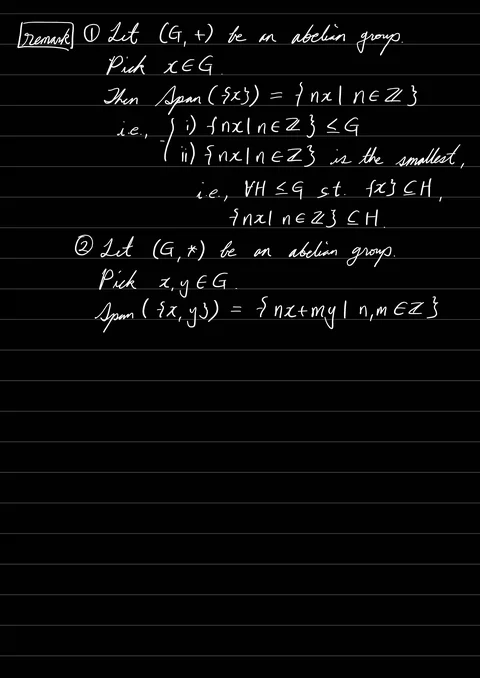 remark ① Let (G, +) be an abelian group.
Pick x ∈ G.
Then Span({x}) = {nx | n ∈ ℤ}
i.e., { i) {nx | n ∈ ℤ} ≤ G
ii) {nx | n ∈ ℤ} is the smallest,
i.e., ∀H ≤ G st. {x} ⊆ H,
{nx | n ∈ ℤ} ⊆ H.
② Let (G, *) be an abelian group.
Pick x, y ∈ G.
Span({x, y}) = {nx + my | n, m ∈ ℤ}